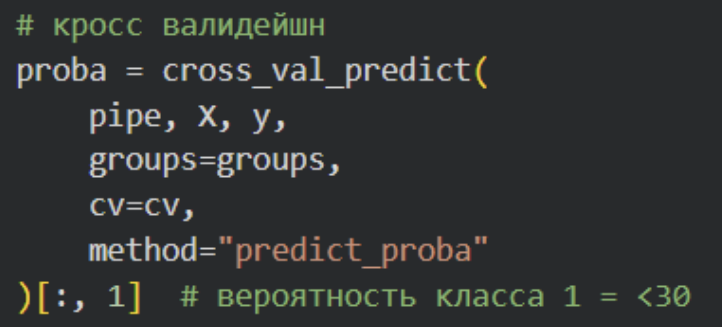 # кросс валидейшн
proba = cross_val_predict(
    pipe, X, y,
    groups=groups,
    cv=cv,
    method="predict_proba"
)[:, 1]  # вероятность класса 1 = <30